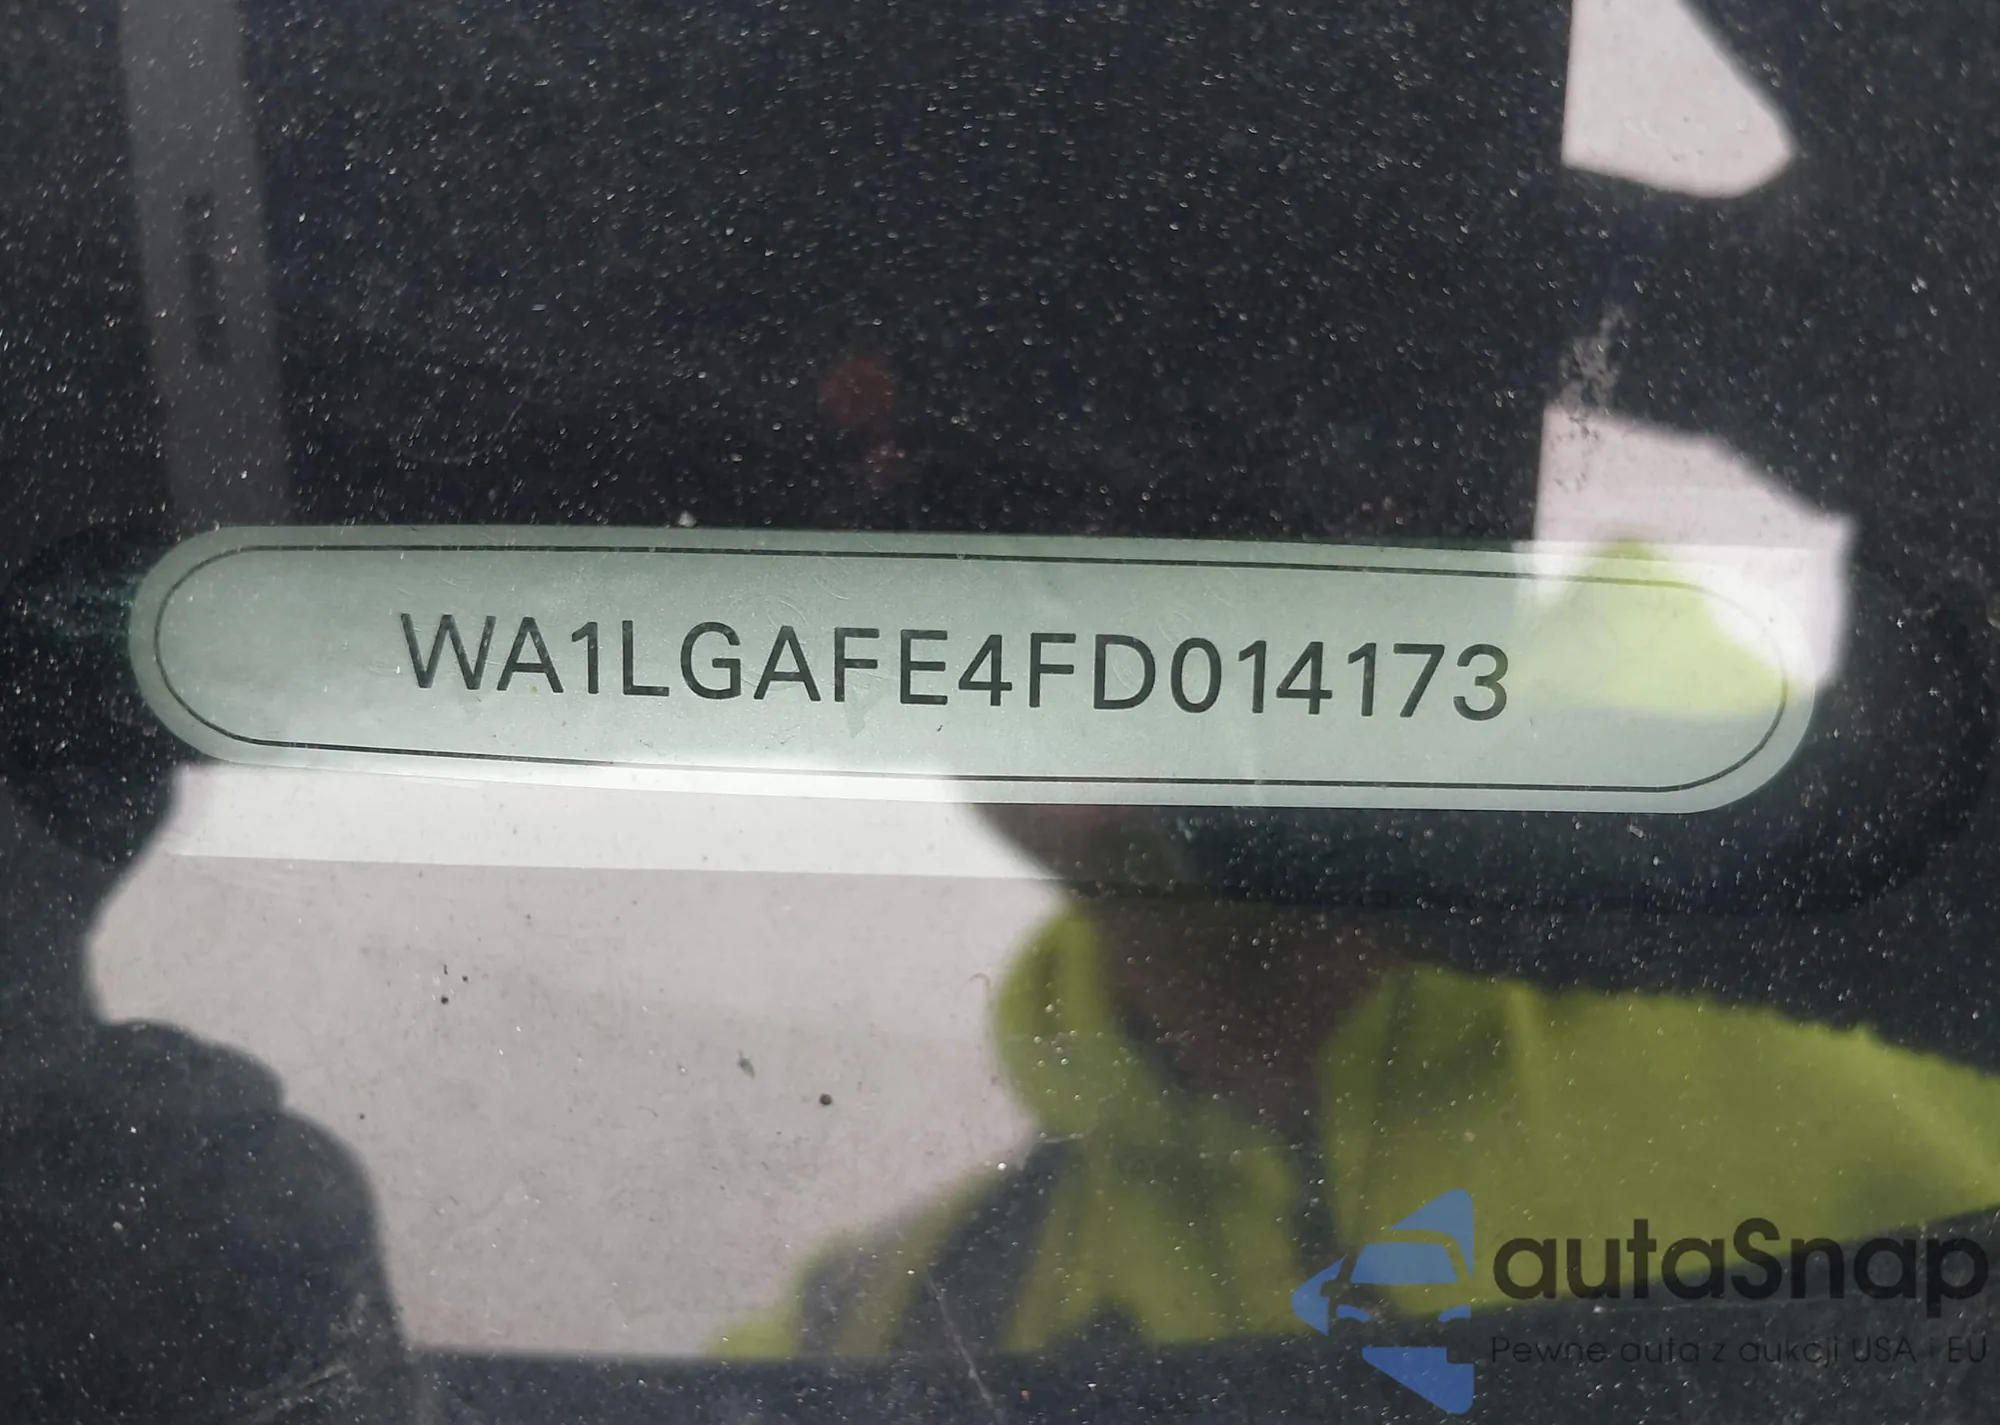 WA1LGAFE4FD014173
autaSnap
Pewne auta z aukcji USA i EU